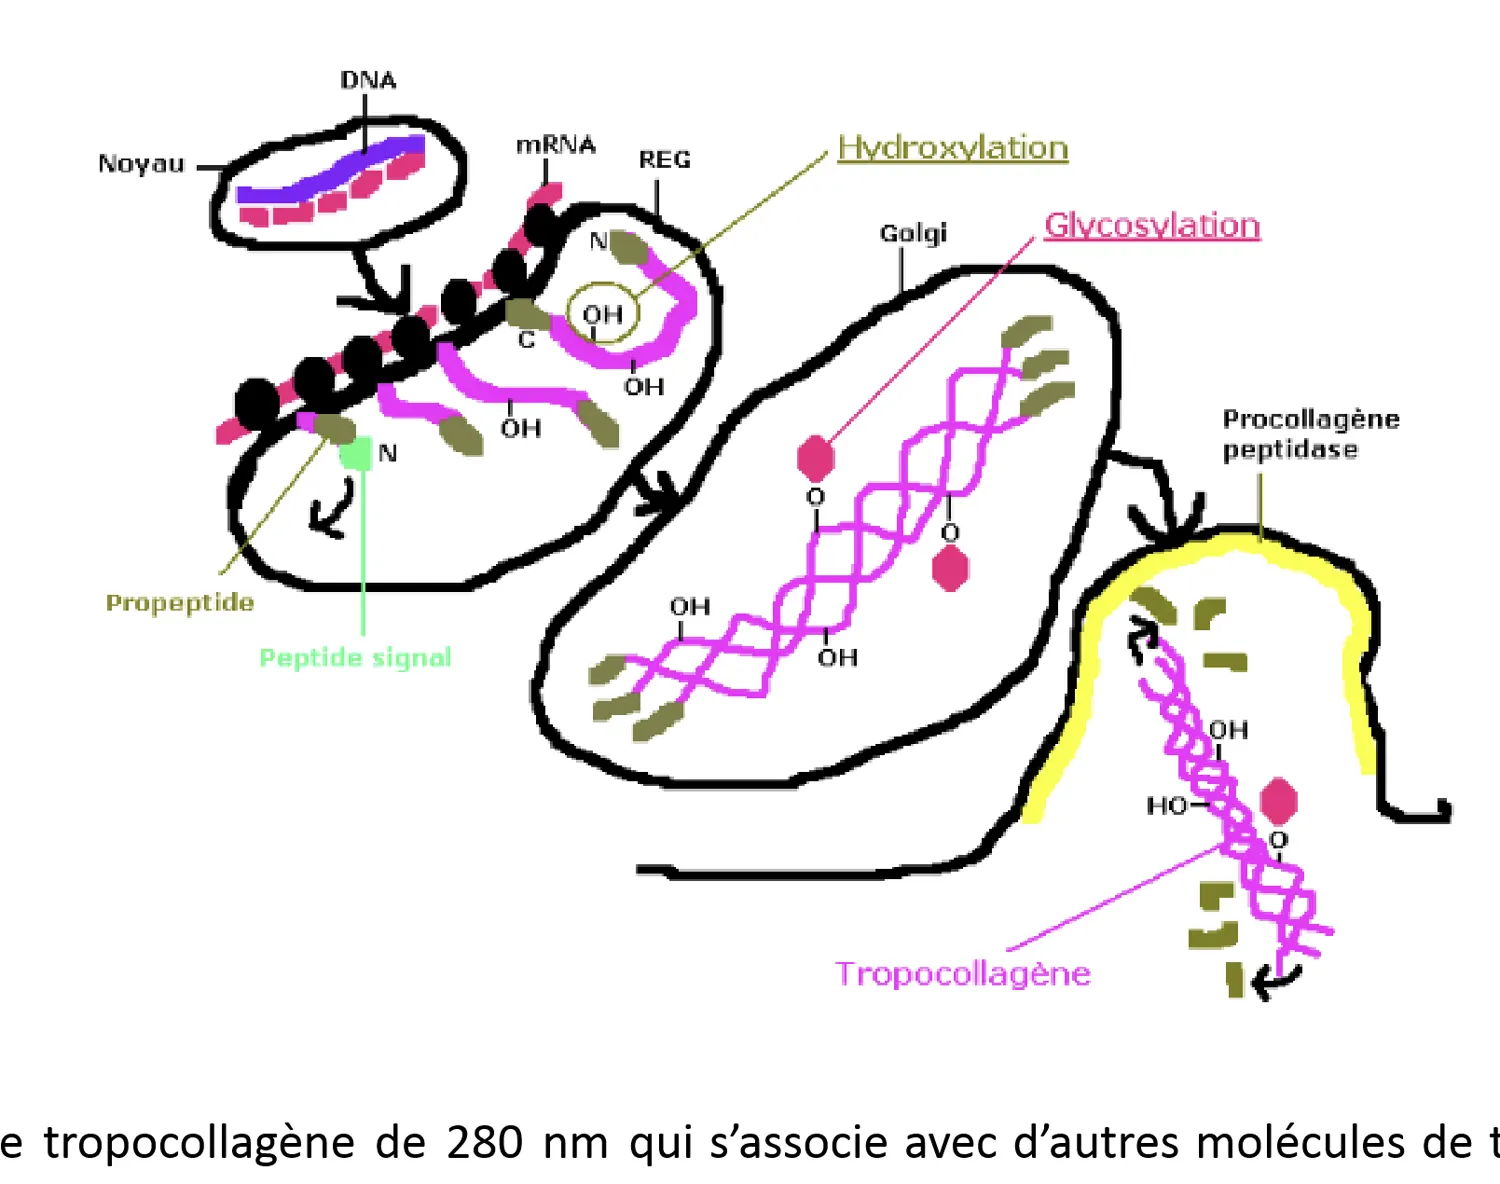 DNA
Noyau
mRNA
REG
Hydroxylation
Golgi
Glycosylation
N
OH
C
OH
OH
N
Propeptide
Peptide signal
O
O
OH
OH
Procollagène
peptidase
OH
HO
O
Tropocollagène
e tropocollagène de 280 nm qui s’associe avec d’autres molécules de t